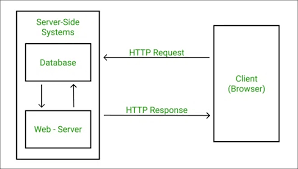 Server-Side
Systems
Database
Web - Server
HTTP Request
HTTP Response
Client
(Browser)